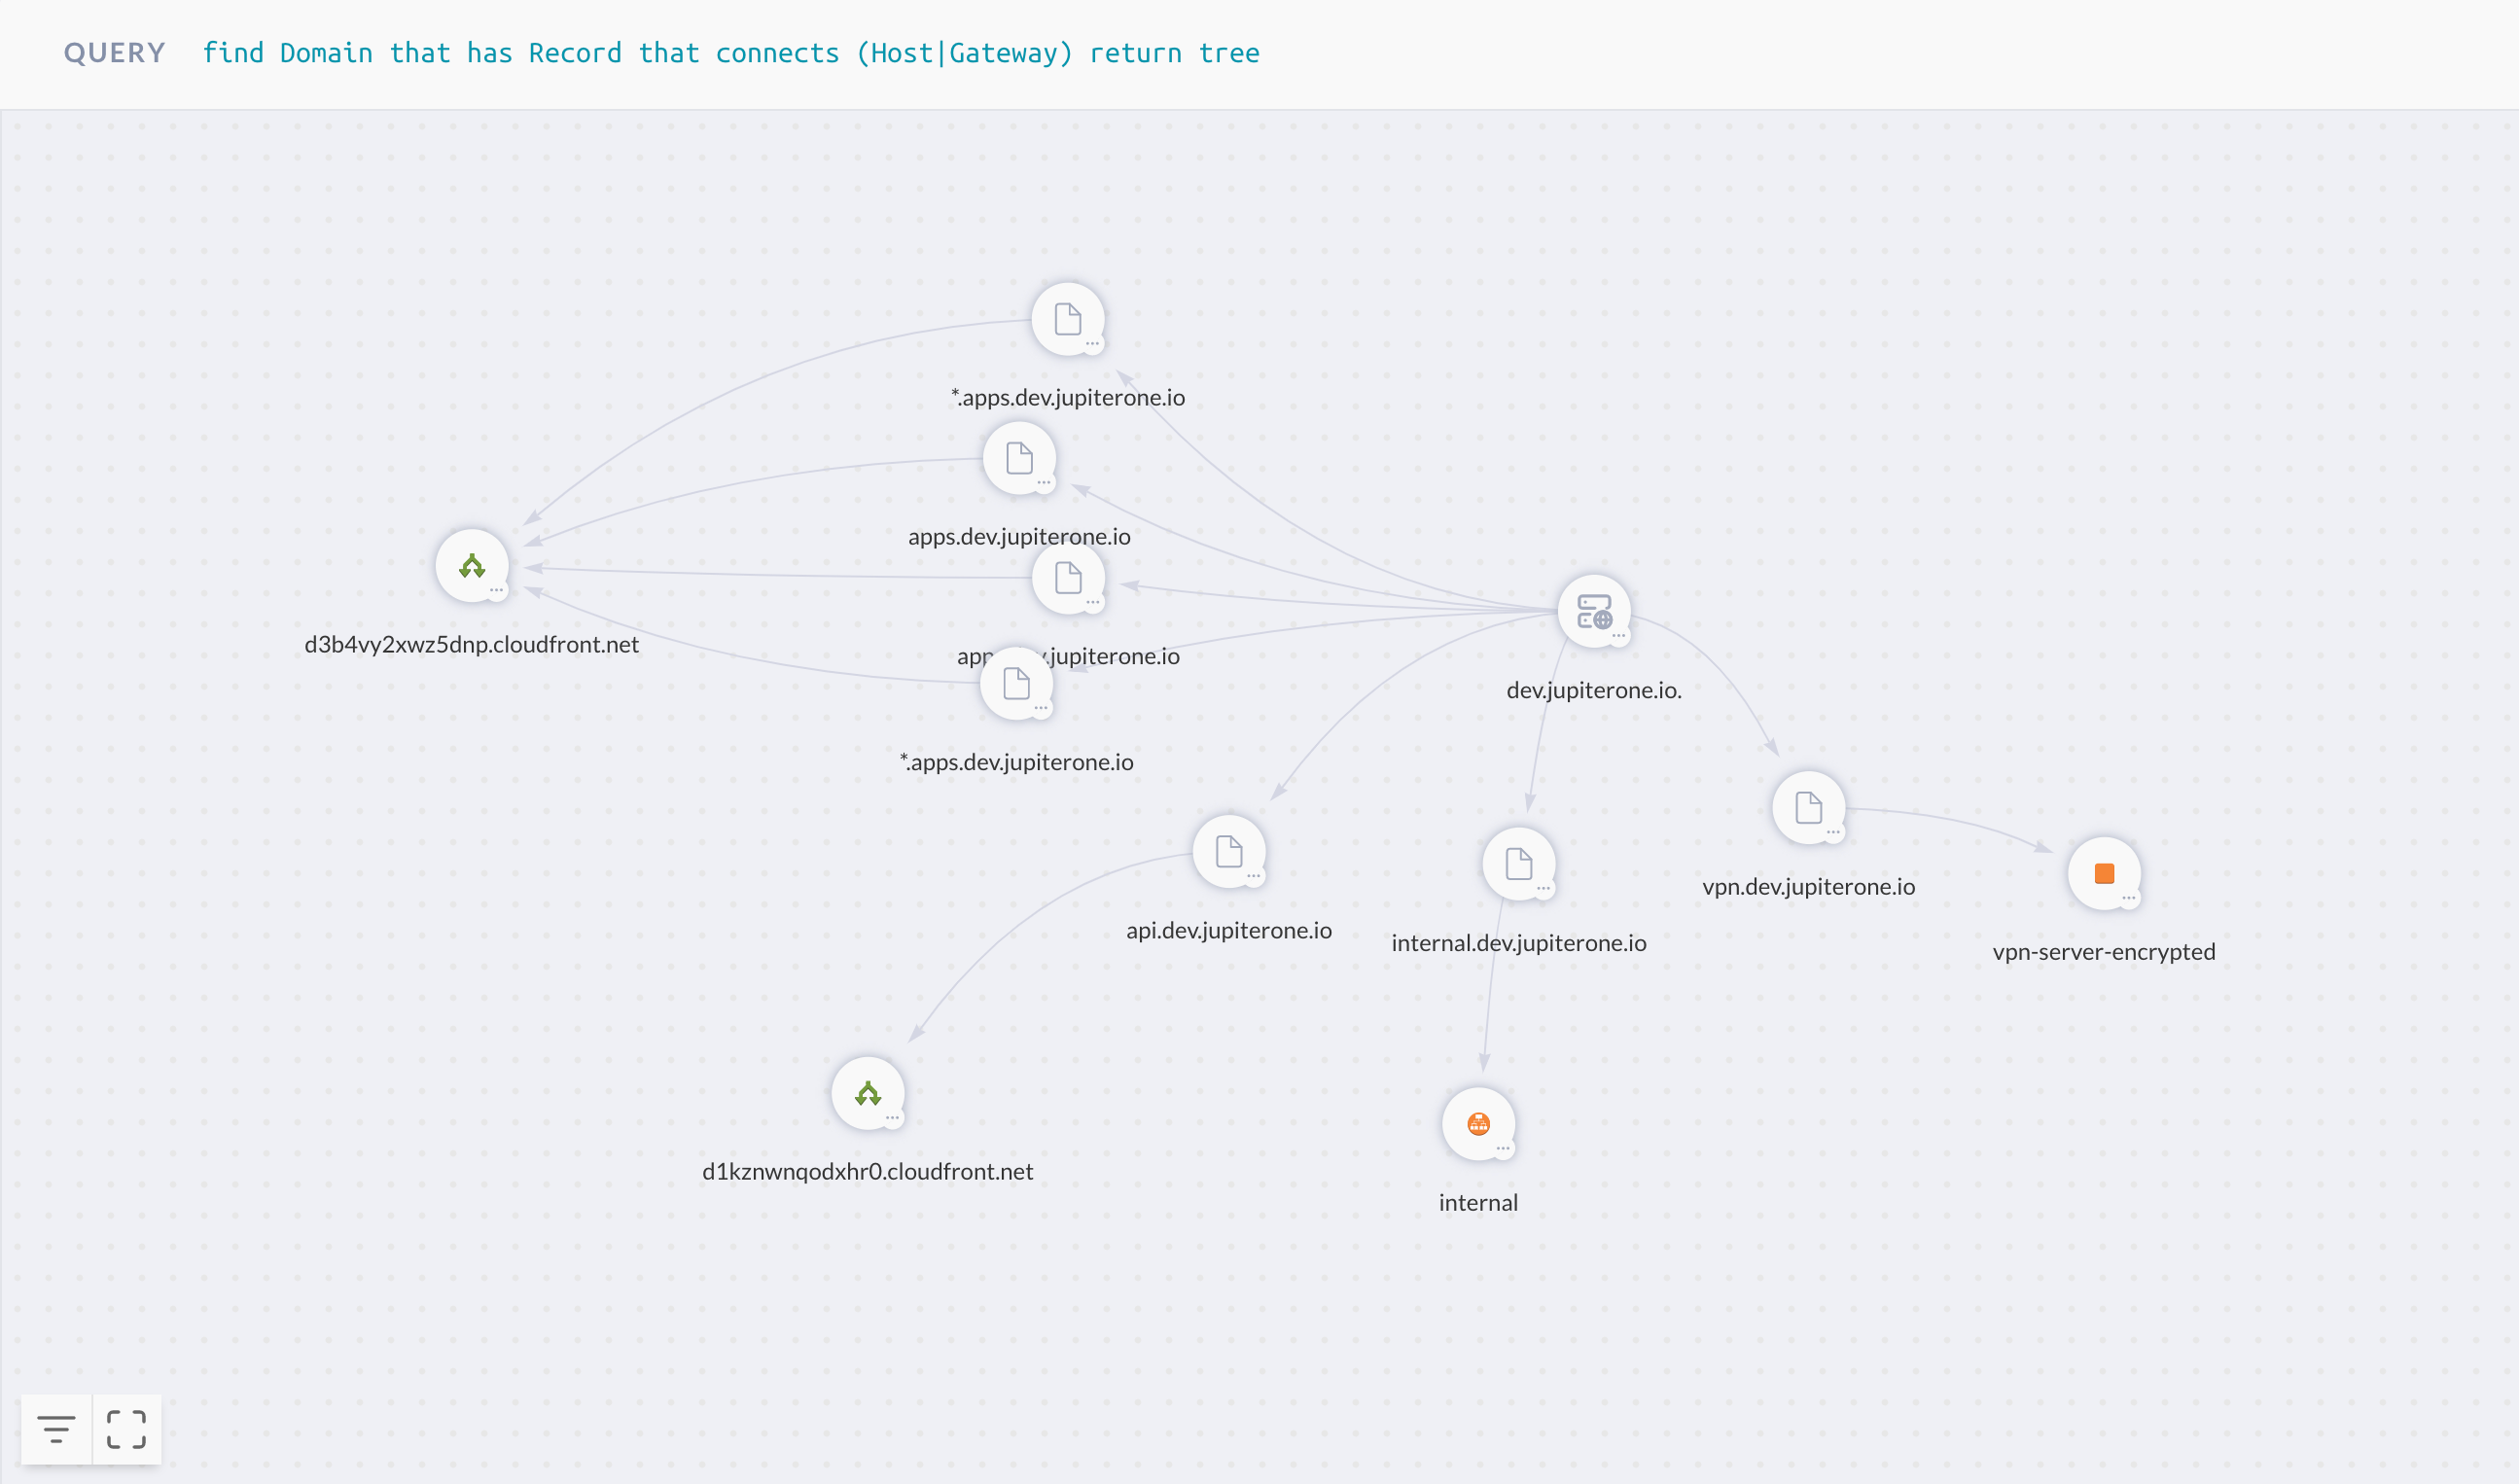 QUERY find Domain that has Record that connects (Host|Gateway) return tree
*.apps.dev.jupiterone.io
apps.dev.jupiterone.io
d3b4vy2xwz5dnp.cloudfront.net
.jupiterone.io
dev.jupiterone.io.
*.apps.dev.jupiterone.io
vpn.dev.jupiterone.io
api.dev.jupiterone.io
internal.dev.jupiterone.io
vpn-server-encrypted
d1kznwnqodxhr0.cloudfront.net
internal